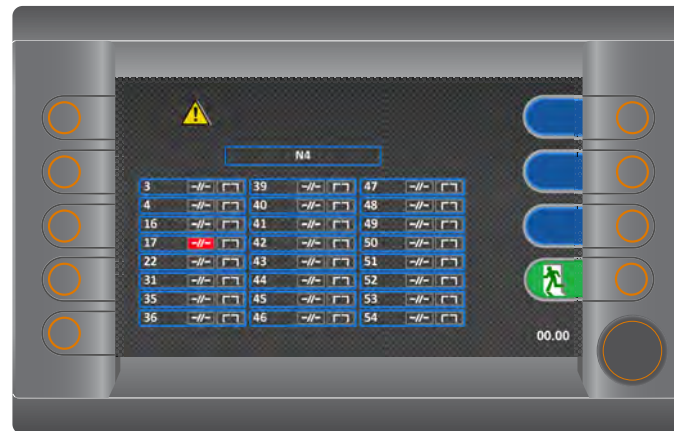 N4
3 -//- 39 -//- 47 -//-
4 -//- 40 -//- 48 -//-
16 -//- 41 -//- 49 -//-
17 -//- 42 -//- 50 -//-
22 -//- 43 -//- 51 -//-
31 -//- 44 -//- 52 -//-
35 -//- 45 -//- 53 -//-
36 -//- 46 -//- 54 -//-
00.00